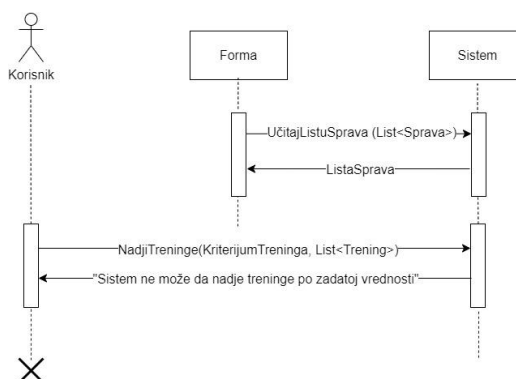 Korisnik
Forma
Sistem
UčitajListuSprava (List<Sprava>)
ListaSprava
NadjiTreninge(KriterijumTreninga, List<Trening>)
"Sistem ne može da nadje treninge po zadatoj vrednosti"